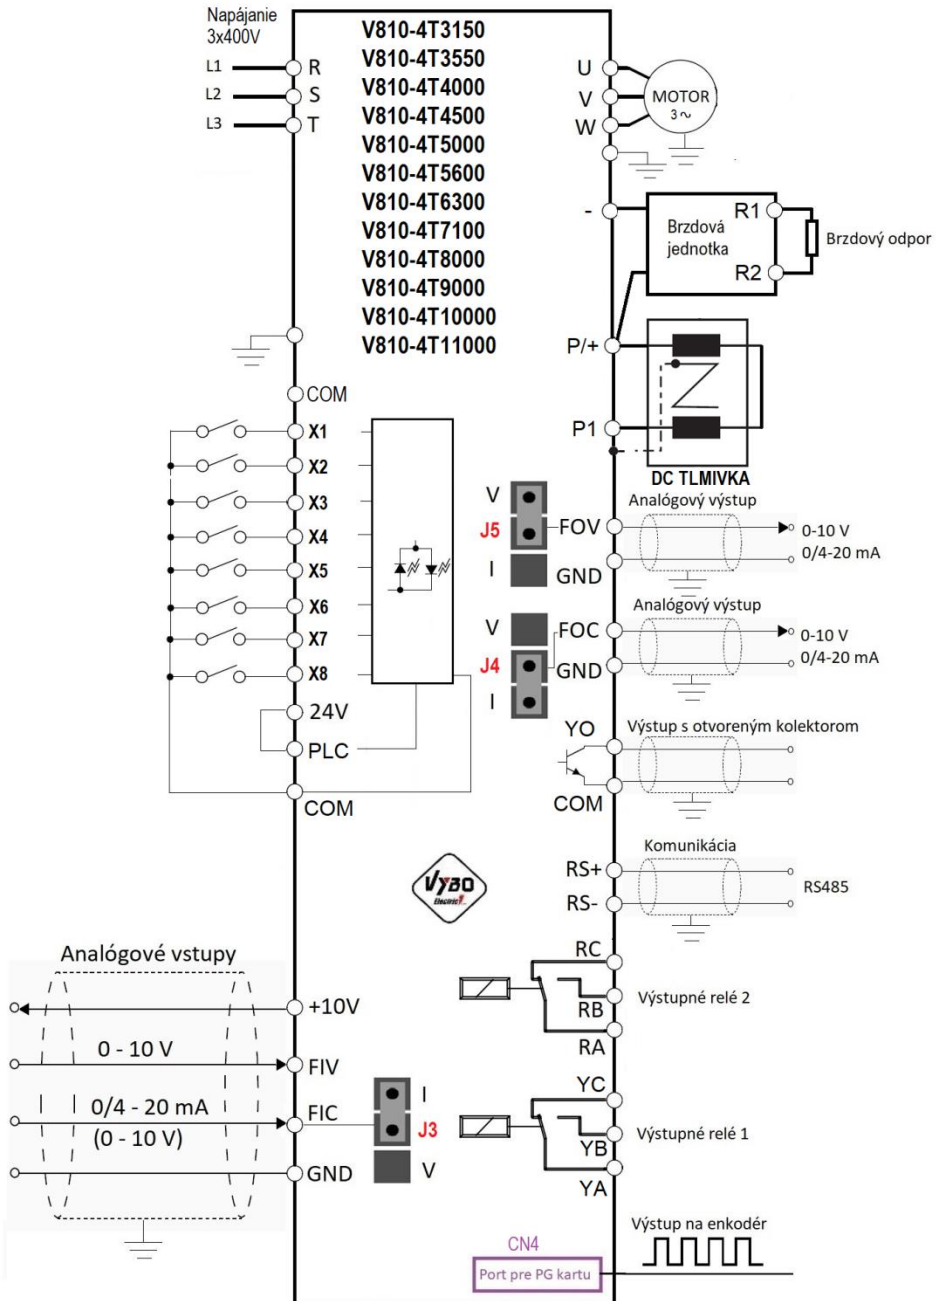 Napájanie
3x400V
L1
L2
L3
R
S
T
V810-4T3150
V810-4T3550
V810-4T4000
V810-4T4500
V810-4T5000
V810-4T5600
V810-4T6300
V810-4T7100
V810-4T8000
V810-4T9000
V810-4T10000
V810-4T11000
U
V
W
MOTOR
3~
-
Brzdová
jednotka
R1
R2
Brzdový odpor
P/+
P1
DC TLMIVKA
COM
X1
X2
X3
X4
X5
X6
X7
X8
24V
PLC
COM
V
J5
I
FOV
GND
Analógový výstup
0-10 V
0/4-20 mA
V
J4
I
FOC
GND
Analógový výstup
0-10 V
0/4-20 mA
YO
COM
Výstup s otvoreným kolektorom
VYBO
Electric
Komunikácia
RS+
RS-
RS485
RC
RB
RA
Výstupné relé 2
YC
YB
YA
Výstupné relé 1
Analógové vstupy
+10V
0 - 10 V
FIV
0/4 - 20 mA
(0 - 10 V)
FIC
GND
I
J3
V
CN4
Port pre PG kartu
Výstup na enkodér